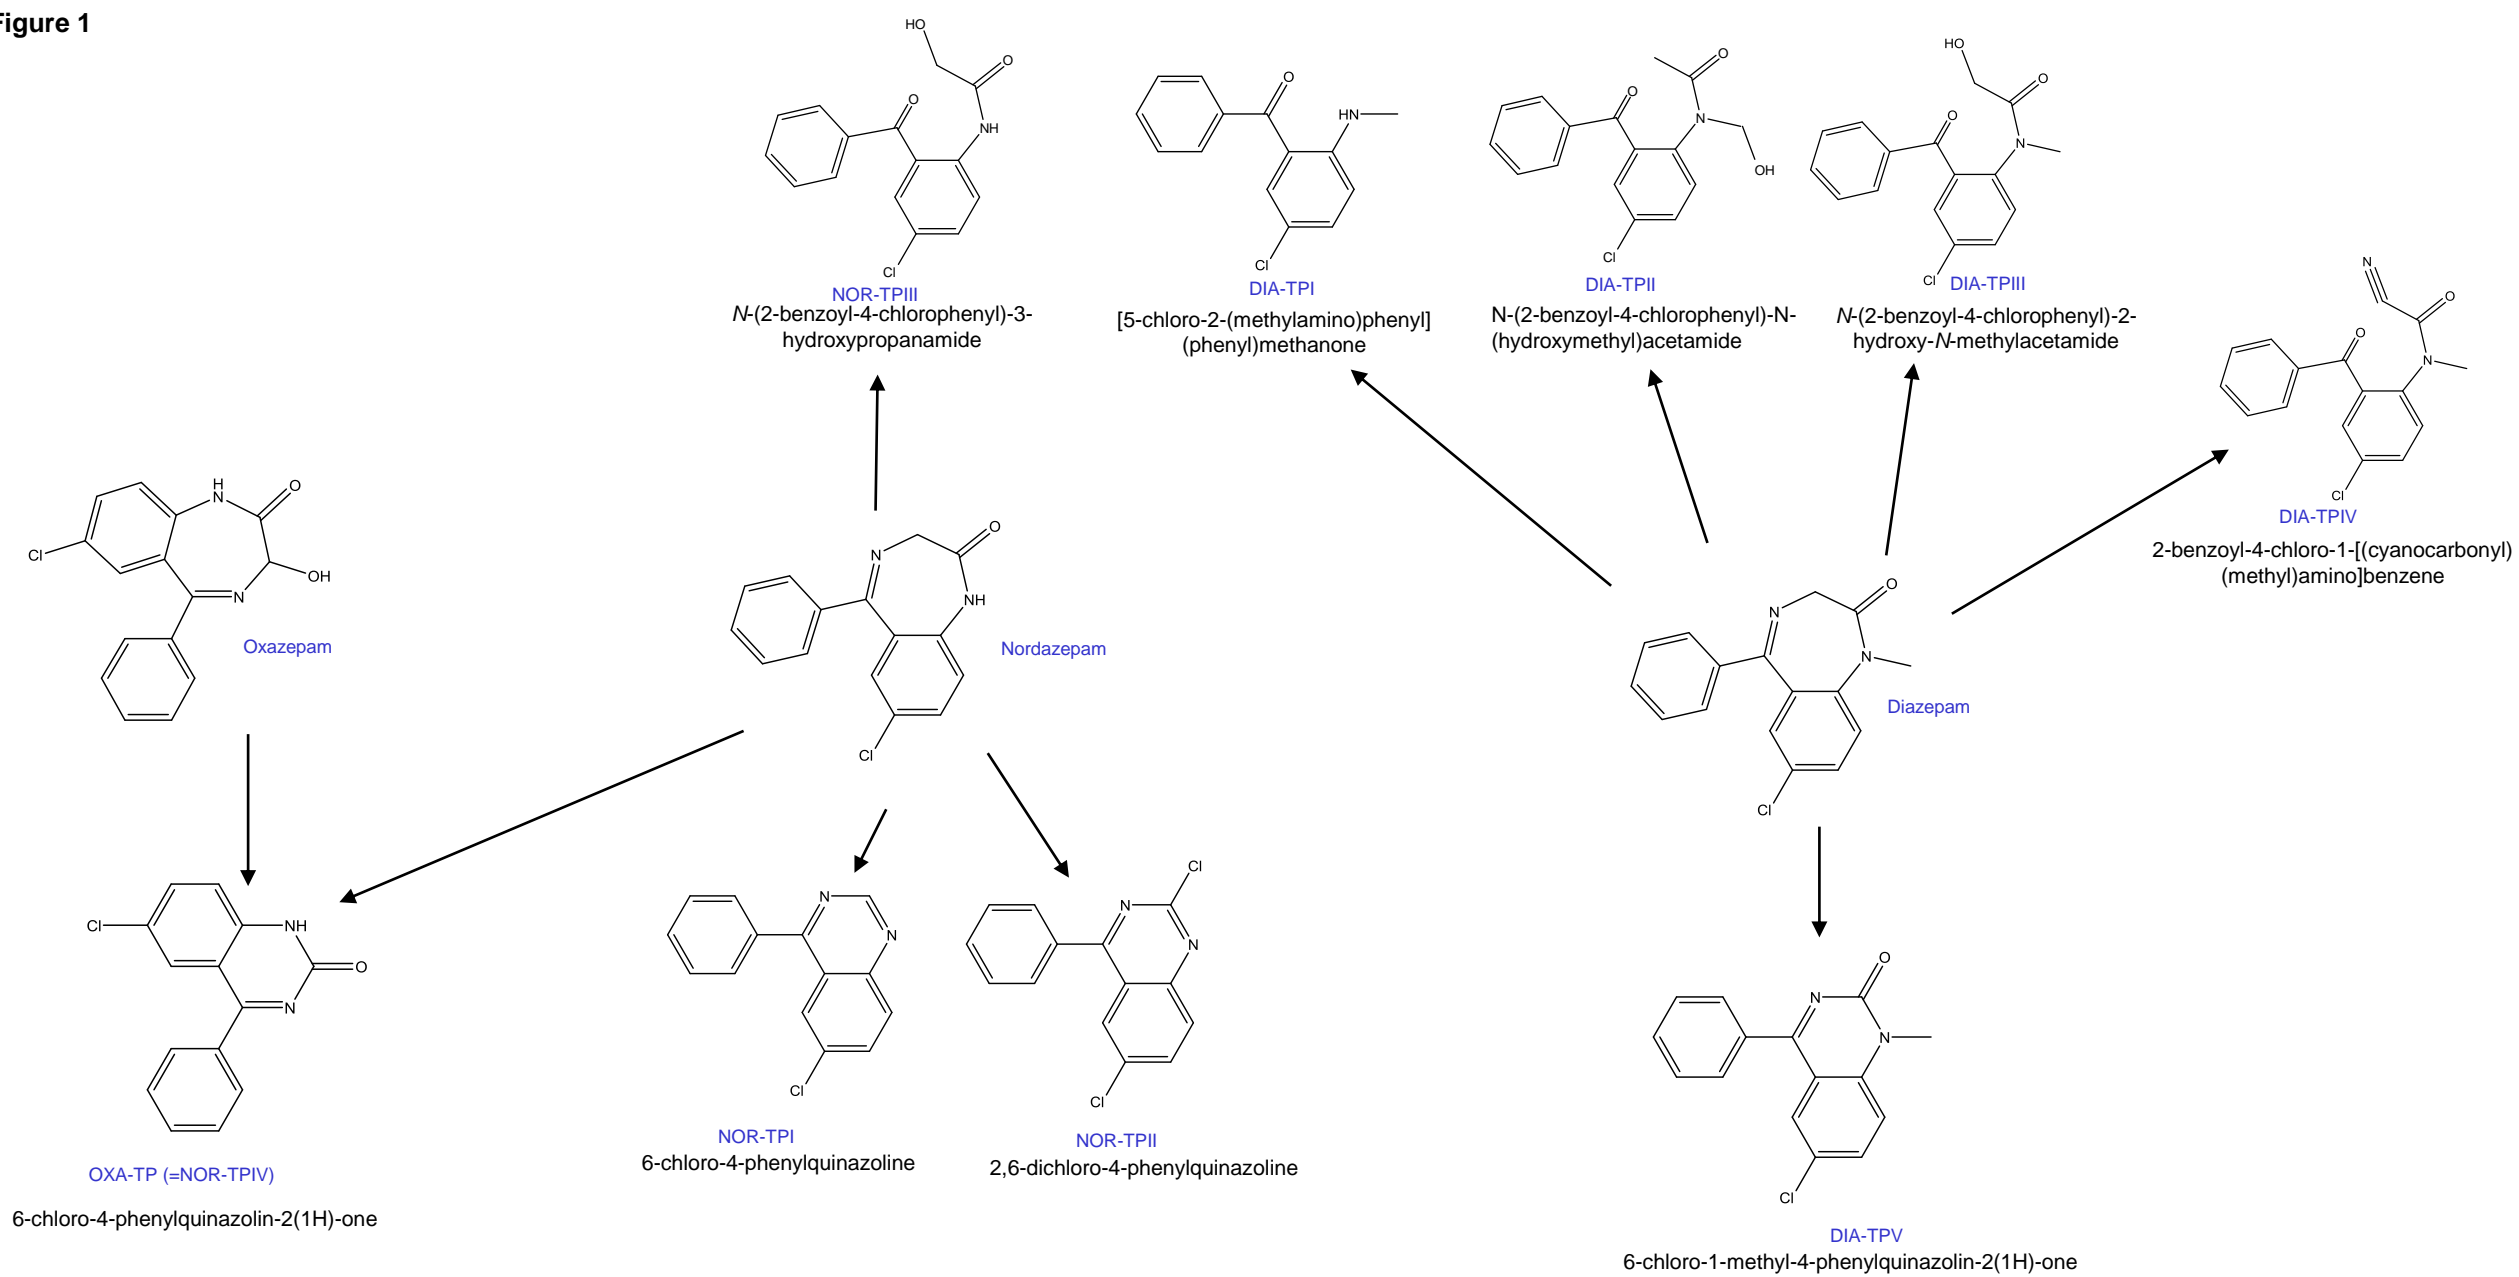 Figure 1
HO
O
O
NH
Cl
NOR-TPIII
N-(2-benzoyl-4-chlorophenyl)-3-
hydroxypropanamide
O
HN
Cl
DIA-TPI
[5-chloro-2-(methylamino)phenyl]
(phenyl)methanone
O
O
N
OH
Cl
DIA-TPII
N-(2-benzoyl-4-chlorophenyl)-N-
(hydroxymethyl)acetamide
HO
O
O
N
Cl
DIA-TPIII
N-(2-benzoyl-4-chlorophenyl)-2-
hydroxy-N-methylacetamide
N
O
O
N
Cl
DIA-TPIV
2-benzoyl-4-chloro-1-[(cyanocarbonyl)
(methyl)amino]benzene
H
N
O
Cl
OH
N
Oxazepam
O
N
NH
Nordazepam
Cl
O
N
N
Diazepam
Cl
Cl
NH
O
N
OXA-TP (=NOR-TPIV)
6-chloro-4-phenylquinazolin-2(1H)-one
N
N
Cl
NOR-TPI
6-chloro-4-phenylquinazoline
Cl
N
N
Cl
NOR-TPII
2,6-dichloro-4-phenylquinazoline
O
N
N
Cl
DIA-TPV
6-chloro-1-methyl-4-phenylquinazolin-2(1H)-one